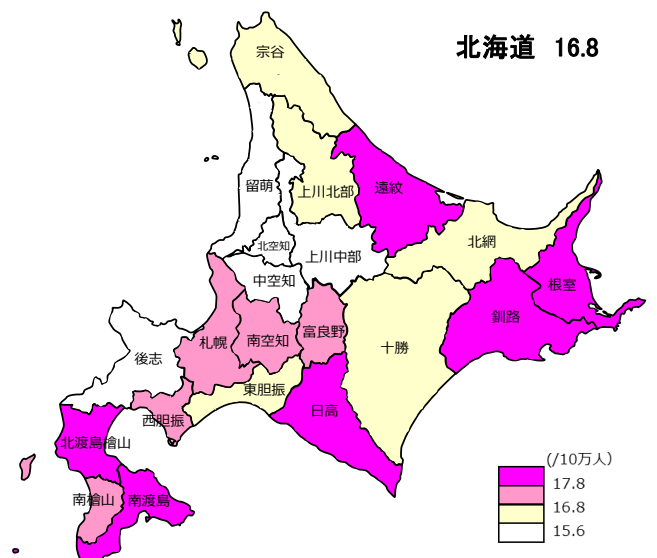 北海道 16.8
宗谷
留萌
上川北部
遠紋
北空知
上川中部
北網
中空知
根室
釧路
札幌
南空知
富良野
十勝
後志
東胆振
日高
西胆振
北渡島檜山
南檜山
南渡島
(/10万人)
17.8
16.8
15.6